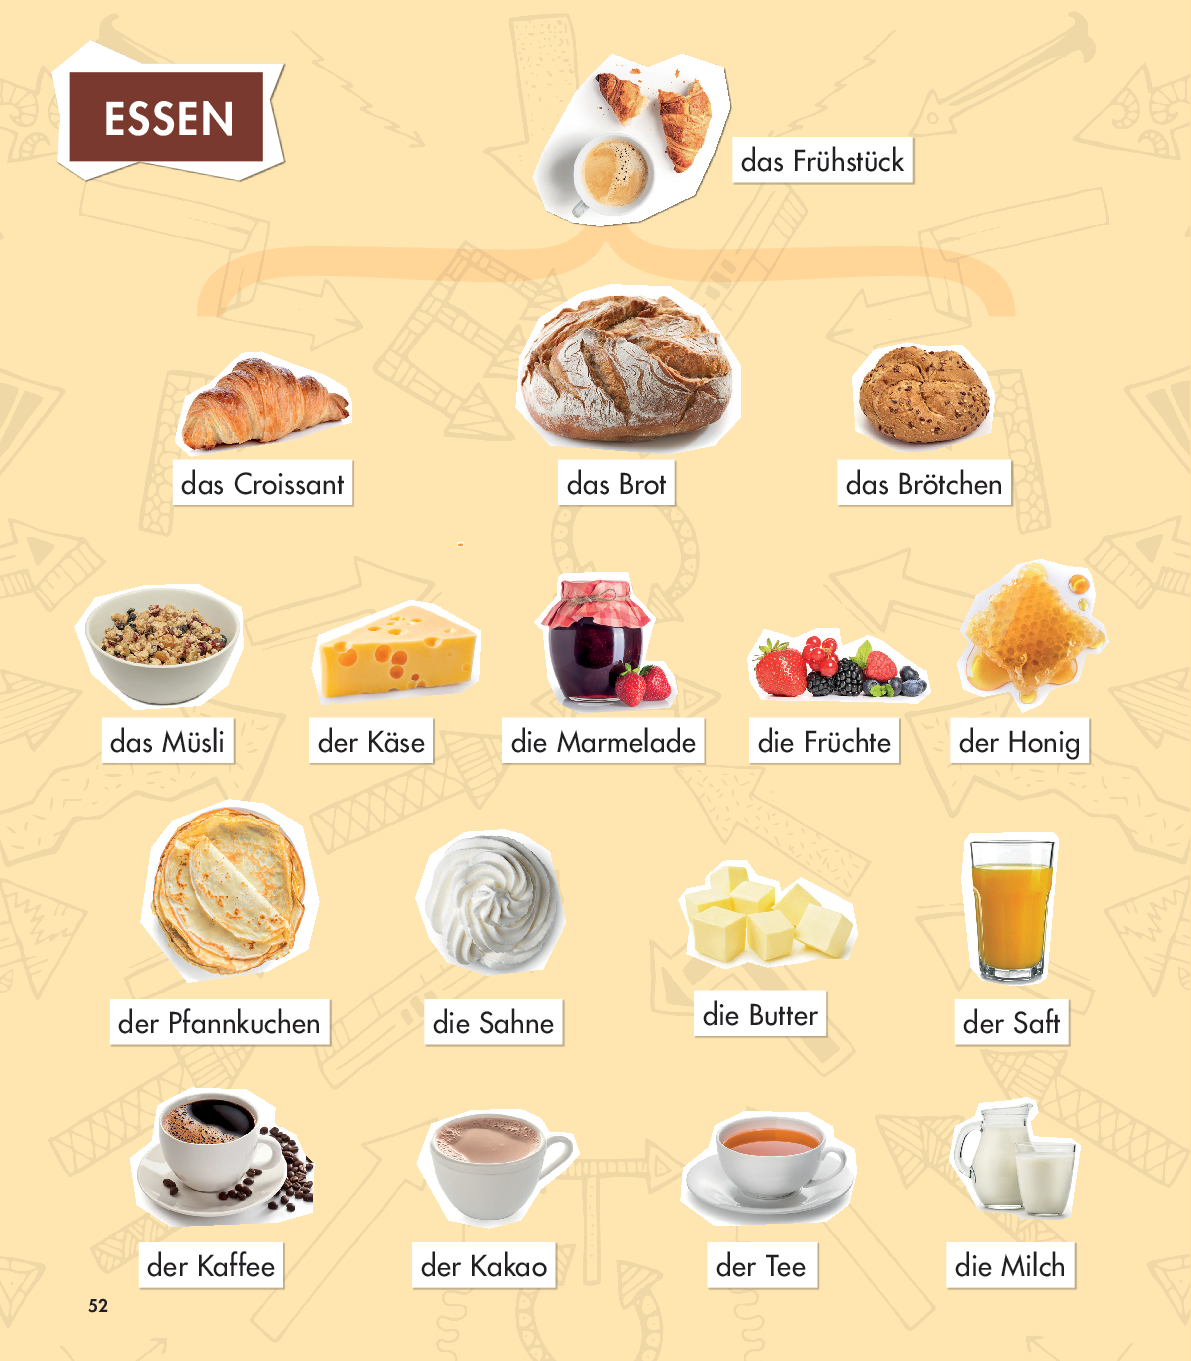 ESSEN
das Frühstück
das Croissant
das Brot
das Brötchen
das Müsli
der Käse
die Marmelade
die Früchte
der Honig
der Pfannkuchen
die Sahne
die Butter
der Saft
der Kaffee
der Kakao
der Tee
die Milch
52